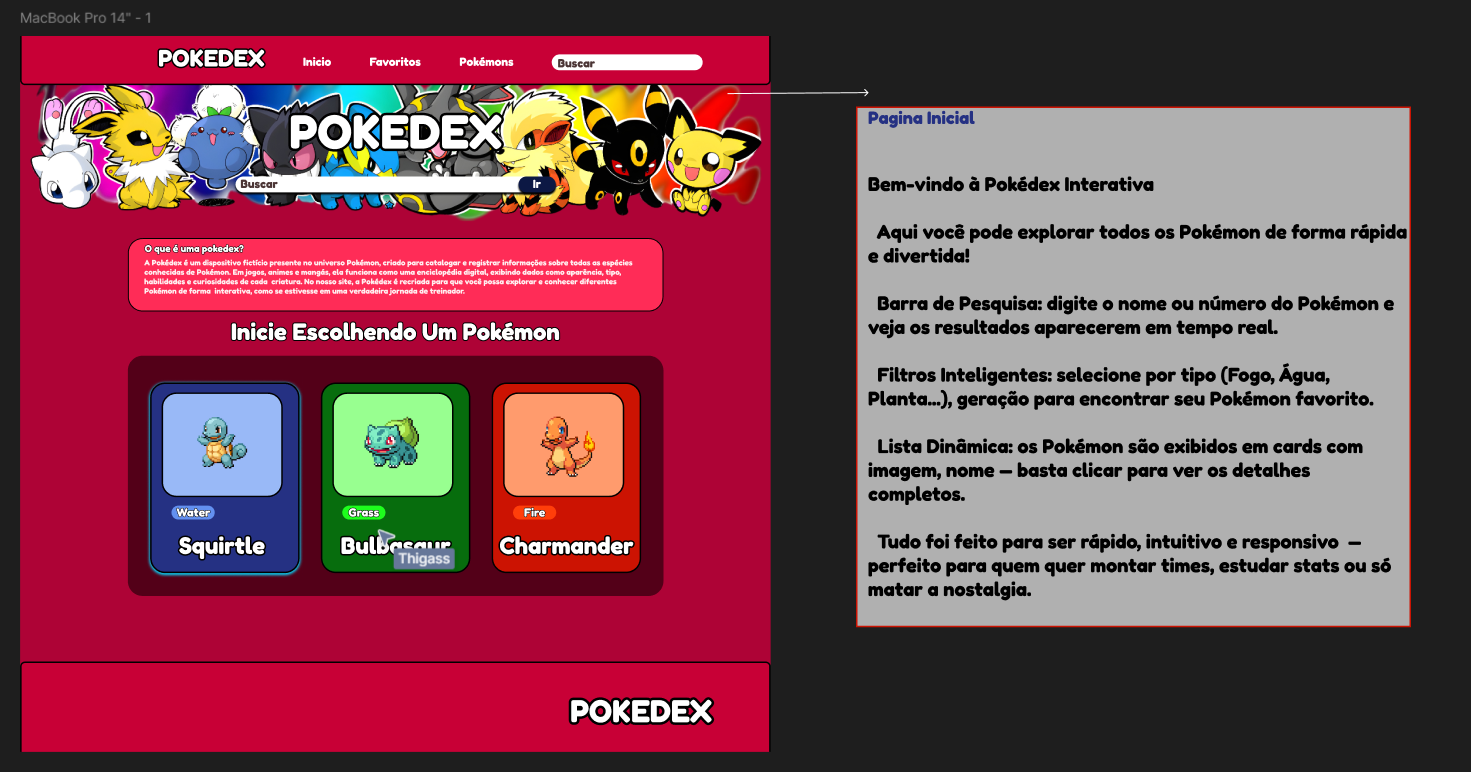 MacBook Pro 14" - 1
POKEDEX
Inicio
Favoritos
Pokémons
Buscar
POKEDEX
Buscar
Ir
O que é uma pokedex?
A Pokédex é um dispositivo fictício presente no universo Pokémon, criado para catalogar e registrar informações sobre todas as espécies
conhecidas de Pokémon. Em jogos, animes e mangás, ela funciona como uma enciclopédia digital, exibindo dados como aparência, tipo,
habilidades e curiosidades de cada criatura. No nosso site, a Pokédex é recriada para que você possa explorar e conhecer diferentes
Pokémon de forma interativa, como se estivesse em uma verdadeira jornada de treinador.
Inicie Escolhendo Um Pokémon
Water
Squirtle
Grass
Bulbasaur
Thigass
Fire
Charmander
POKEDEX
Pagina Inicial
Bem-vindo à Pokédex Interativa
Aqui você pode explorar todos os Pokémon de forma rápida
e divertida!
Barra de Pesquisa: digite o nome ou número do Pokémon e
veja os resultados aparecerem em tempo real.
Filtros Inteligentes: selecione por tipo (Fogo, Água,
Planta...), geração para encontrar seu Pokémon favorito.
Lista Dinâmica: os Pokémon são exibidos em cards com
imagem, nome — basta clicar para ver os detalhes
completos.
Tudo foi feito para ser rápido, intuitivo e responsivo —
perfeito para quem quer montar times, estudar stats ou só
matar a nostalgia.